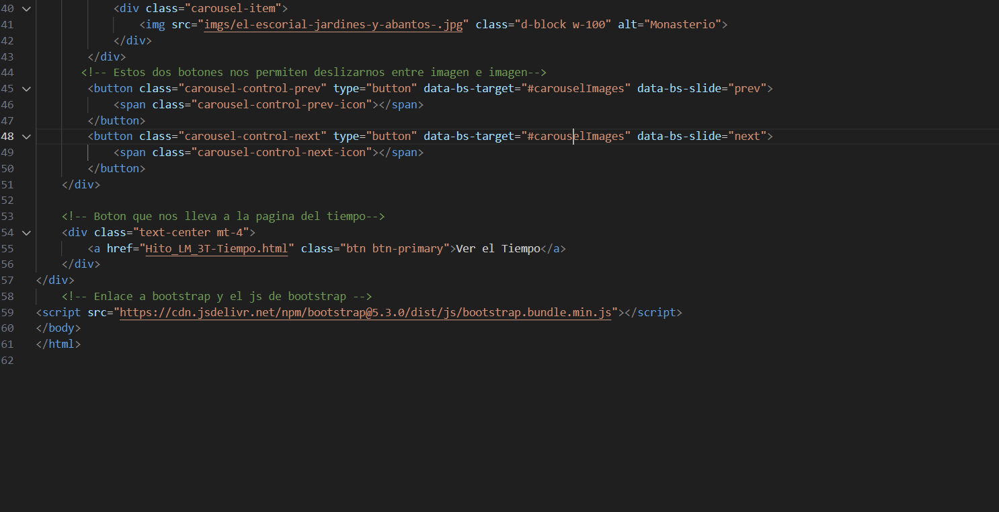 40 <div class="carousel-item">
41 <img src="imgs/el-escorial-jardines-y-abantos-.jpg" class="d-block w-100" alt="Monasterio">
42 </div>
43 </div>
44 <!-- Estos dos botones nos permiten deslizarnos entre imagen e imagen-->
45 <button class="carousel-control-prev" type="button" data-bs-target="#carouselImages" data-bs-slide="prev">
46 <span class="carousel-control-prev-icon"></span>
47 </button>
48 <button class="carousel-control-next" type="button" data-bs-target="#carouselImages" data-bs-slide="next">
49 <span class="carousel-control-next-icon"></span>
50 </button>
51 </div>
52
53 <!-- Boton que nos lleva a la pagina del tiempo-->
54 <div class="text-center mt-4">
55 <a href="Hito_LM_3T-Tiempo.html" class="btn btn-primary">Ver el Tiempo</a>
56 </div>
57 </div>
58 <!-- Enlace a bootstrap y el js de bootstrap -->
59 <script src="https://cdn.jsdelivr.net/npm/bootstrap@5.3.0/dist/js/bootstrap.bundle.min.js"></script>
60 </body>
61 </html>
62